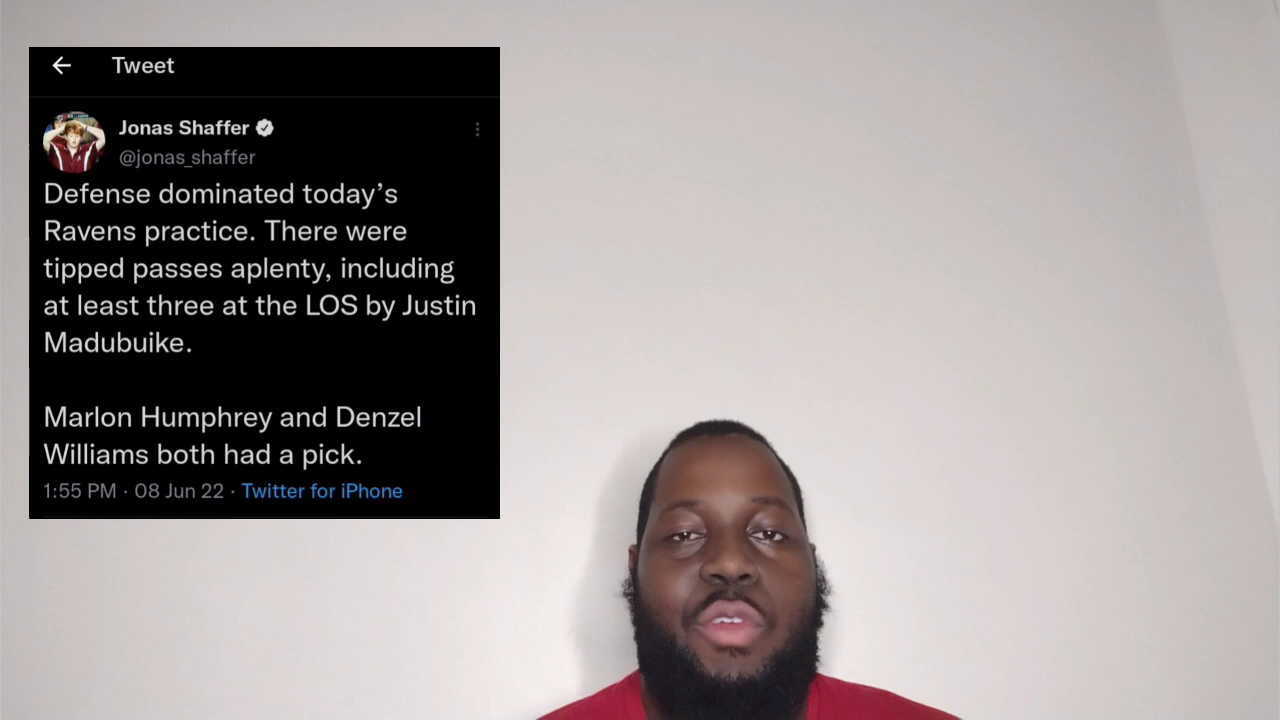 Tweet
Jonas Shaffer
@jonas_shaffer
Defense dominated today’s
Ravens practice. There were
tipped passes aplenty, including
at least three at the LOS by Justin
Madubuike.
Marlon Humphrey and Denzel
Williams both had a pick.
1:55 PM · 08 Jun 22 · Twitter for iPhone